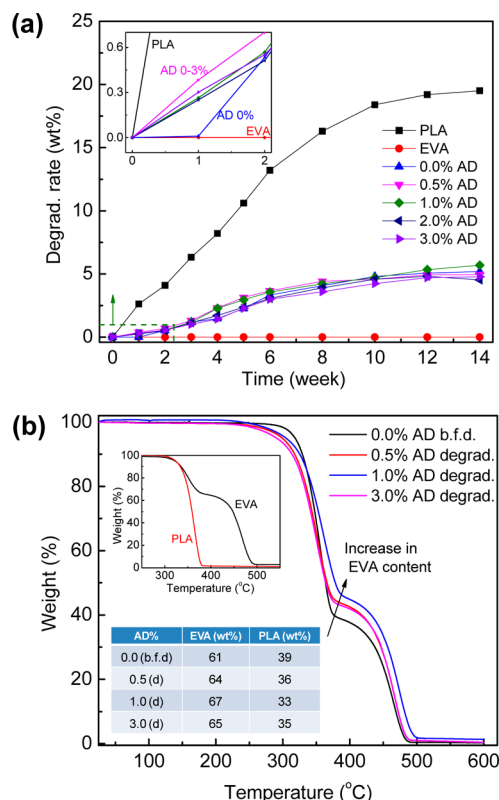 (a)
0.6
0.3
0.0
PLA
AD 0-3%
AD 0%
EVA
0 1 2
Degrad. rate (wt%)
25
20
15
10
5
0
PLA
EVA
0.0% AD
0.5% AD
1.0% AD
2.0% AD
3.0% AD
0 2 4 6 8 10 12 14
Time (week)
(b)
Weight (%)
100
80
60
40
20
0
0.0% AD b.f.d.
0.5% AD degrad.
1.0% AD degrad.
3.0% AD degrad.
Weight (%)
100
80
60
40
20
0
EVA
PLA
300 400 500 600
Temperature (°C)
Increase in
EVA content
AD% EVA (wt%) PLA (wt%)
0.0 (b.f.d) 61 39
0.5 (d) 64 36
1.0 (d) 67 33
3.0 (d) 65 35
100 200 300 400 500 600
Temperature (°C)